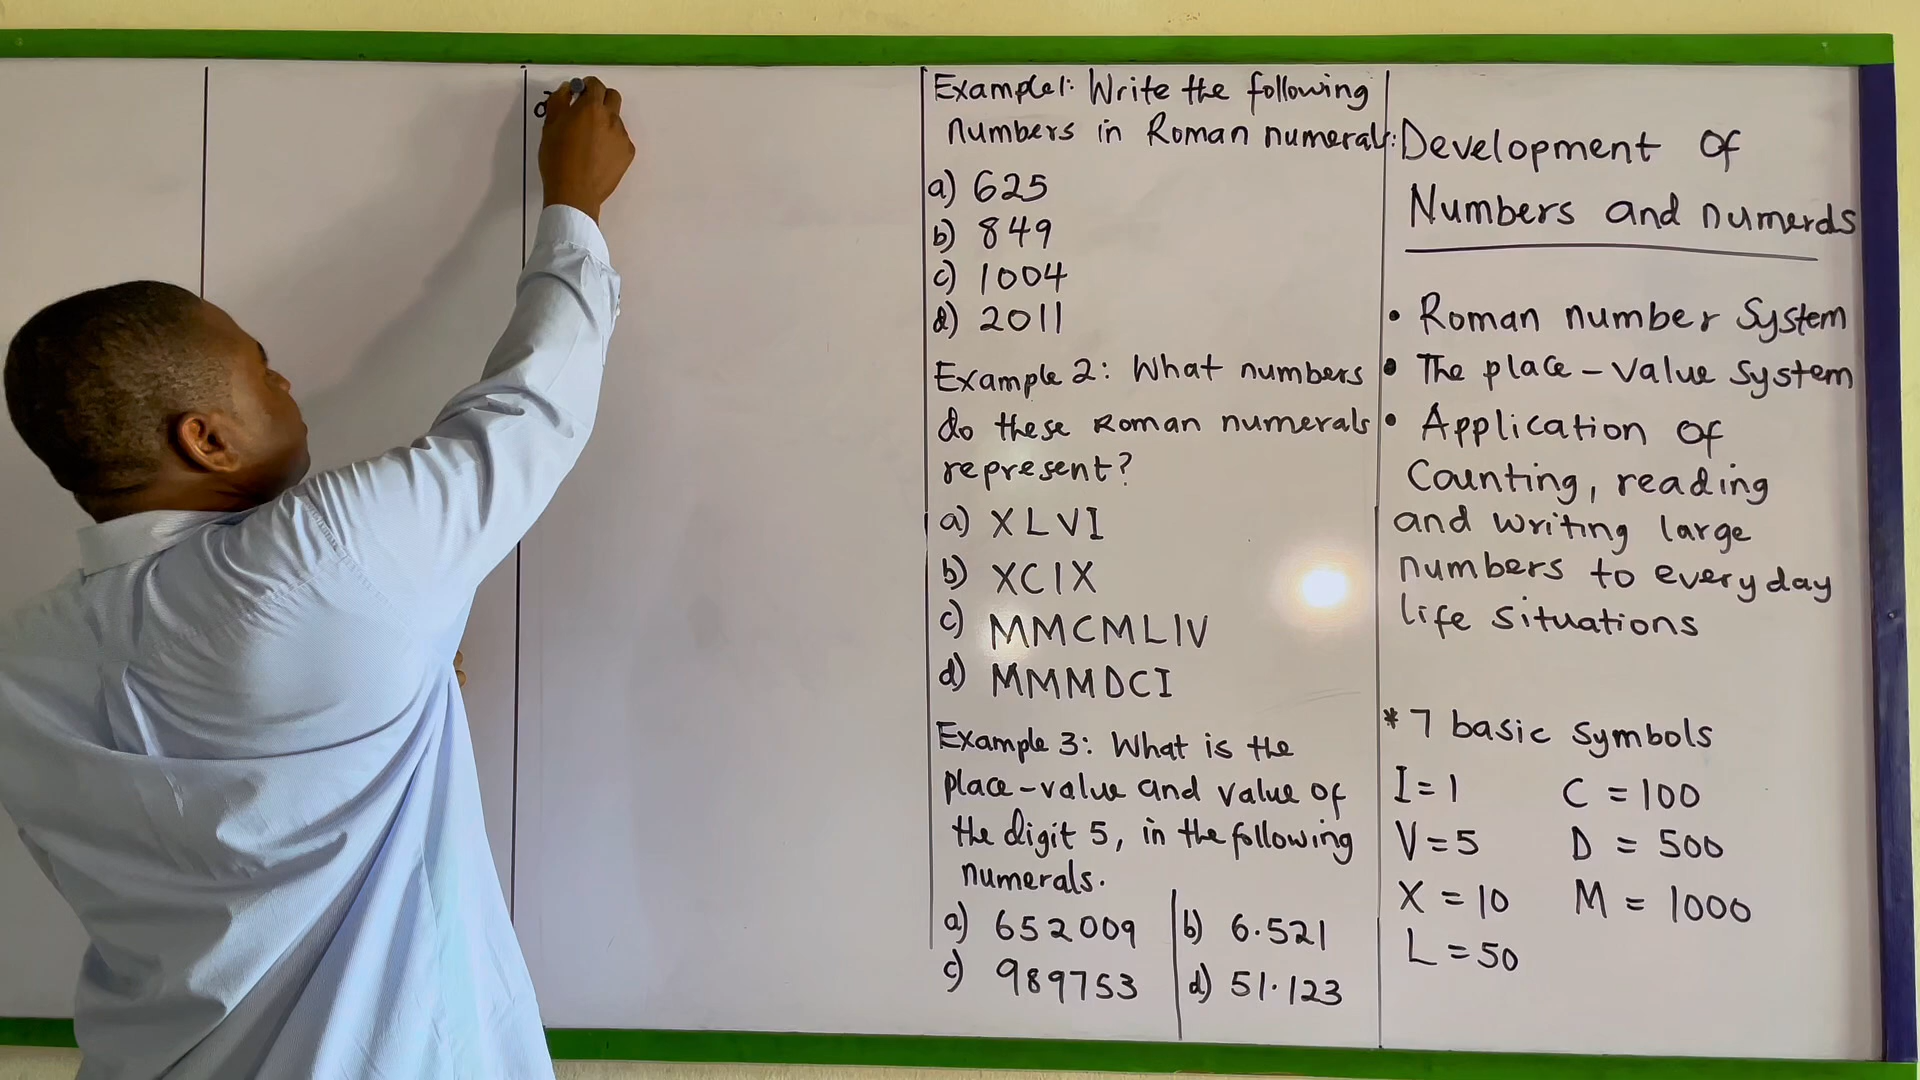 a
Example1: Write the following
numbers in Roman numerals:
a) 625
b) 849
c) 1004
d) 2011
Example 2: What numbers
do these Roman numerals
represent?
a) XLVI
b) XCIX
c) MMCMLIV
d) MMMDCI
Example 3: What is the
place-value and value of
the digit 5, in the following
numerals.
a) 652009 b) 6.521
c) 989753 d) 51.123
Development of
Numbers and numerals
• Roman number System
• The place-value system
• Application of
Counting, reading
and writing large
numbers to everyday
life situations
* 7 basic symbols
I = 1 C = 100
V = 5 D = 500
X = 10 M = 1000
L = 50